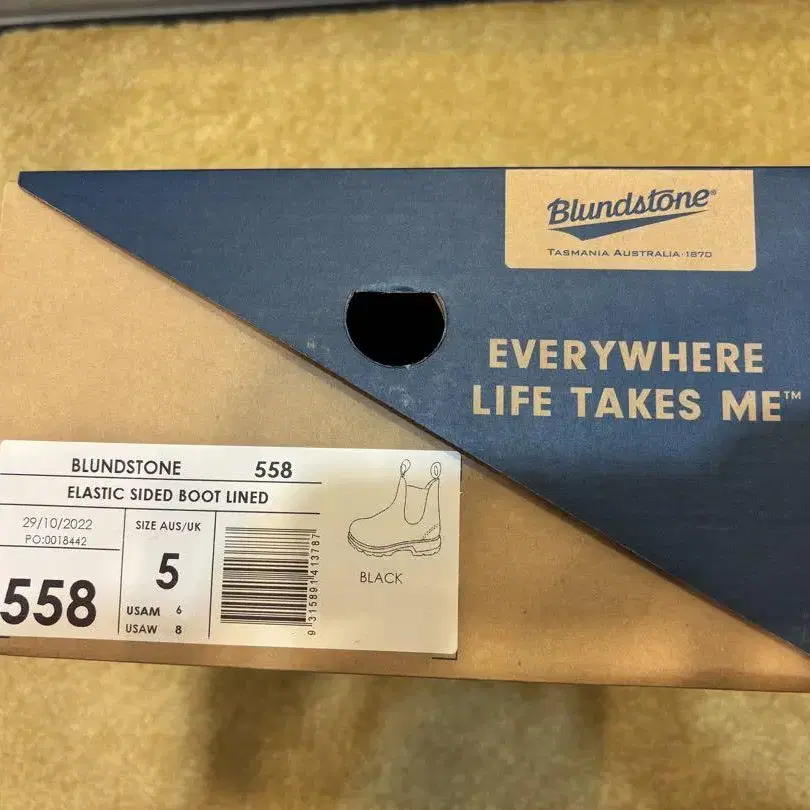 Blundstone®
TASMANIA AUSTRALIA·1870
EVERYWHERE
LIFE TAKES ME™
BLUNDSTONE 558
ELASTIC SIDED BOOT LINED
29/10/2022
PO:0018442
558
SIZE AUS/UK
5
USAM 6
USAW 8
9 315891 413787
BLACK